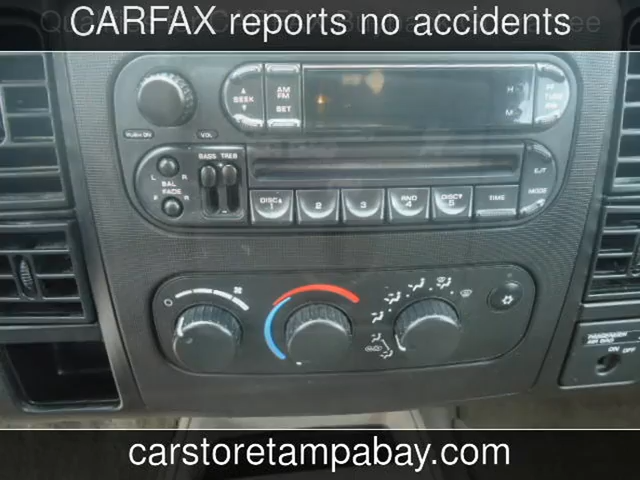 CARFAX reports no accidents
SEEK
AM
FM
SET
H
M
H
TUNE
PUSH ON
VOL
BASS TREB
L R
BAL
FADE
F R
EJT
MODE
DISC
1
2
3
RND
4
DISC
5
TIME
PASSENGER
AIR BAG
ON OFF
carstoretampabay.com